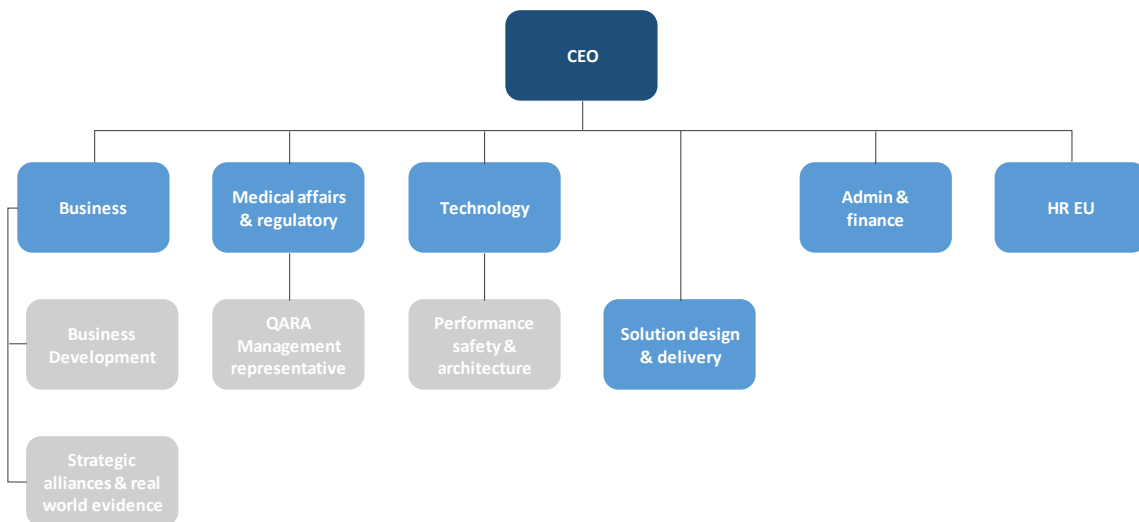 CEO
Business
Medical affairs
& regulatory
Technology
Admin &
finance
HR EU
Business
Development
QARA
Management
representative
Performance
safety &
architecture
Solution design
& delivery
Strategic
alliances & real
world evidence